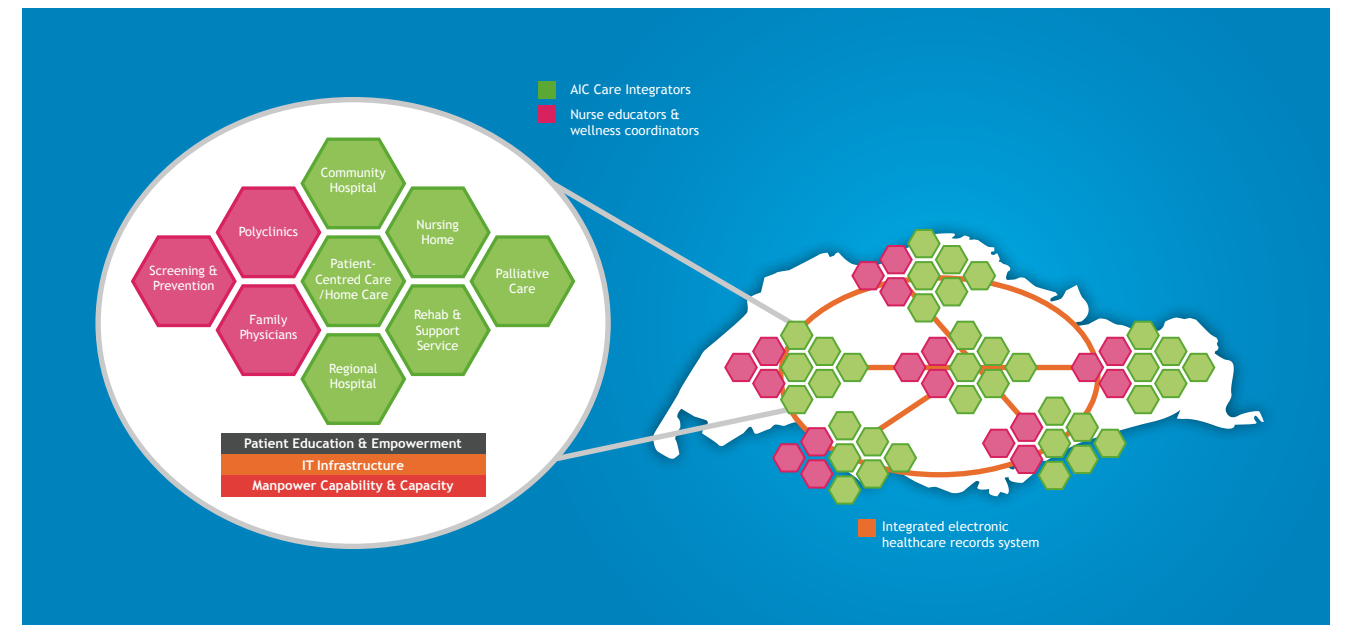 AIC Care Integrators
Nurse educators &
wellness coordinators
Community
Hospital
Polyclinics
Nursing
Home
Screening &
Prevention
Patient-
Centred Care
/Home Care
Palliative
Care
Family
Physicians
Rehab &
Support
Service
Regional
Hospital
Patient Education & Empowerment
IT Infrastructure
Manpower Capability & Capacity
Integrated electronic
healthcare records system